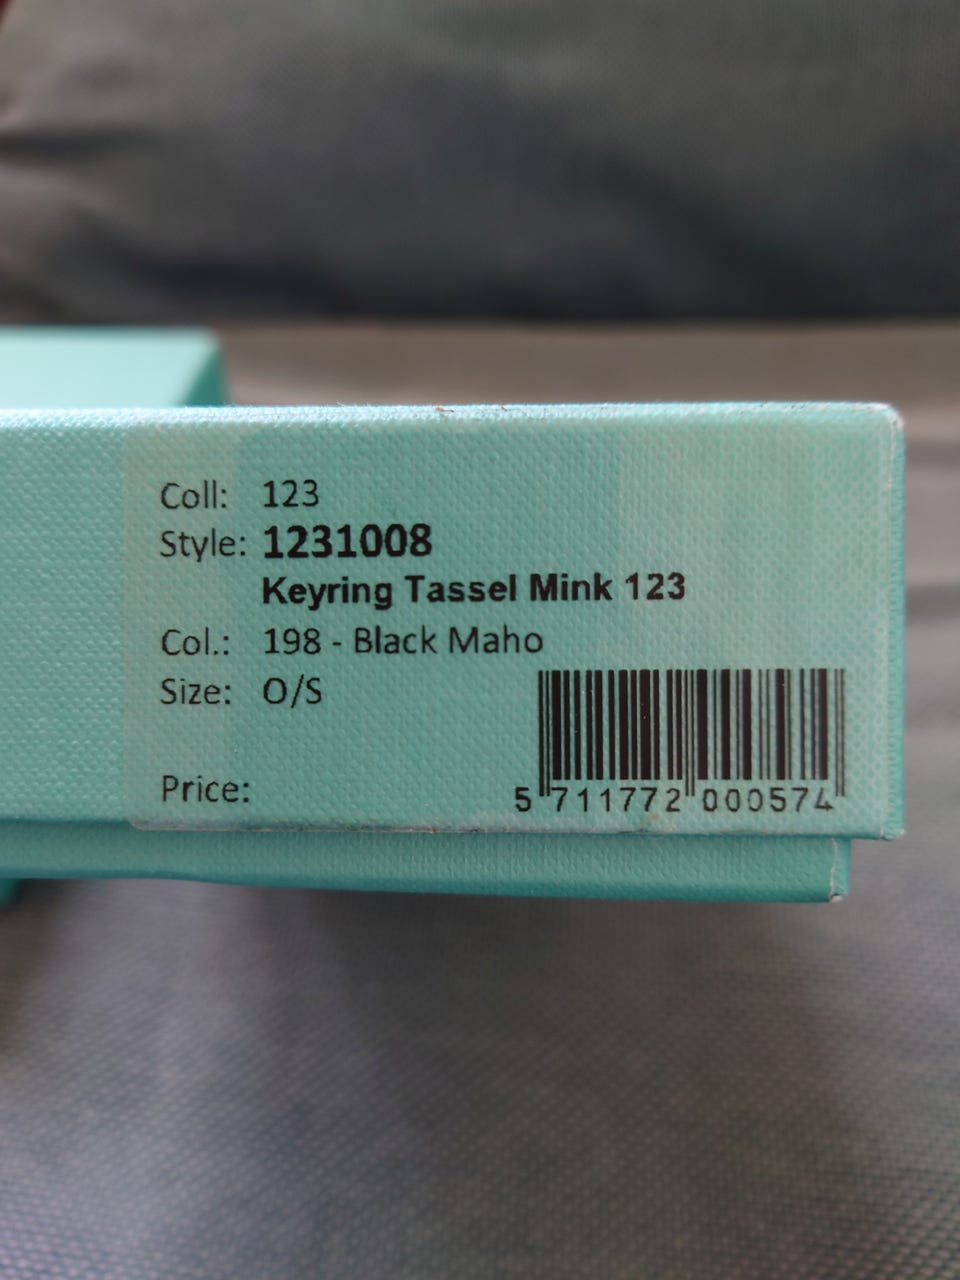 Coll: 123
Style: 1231008
Keyring Tassel Mink 123
Col.: 198 - Black Maho
Size: O/S
Price:
5 711772 000574